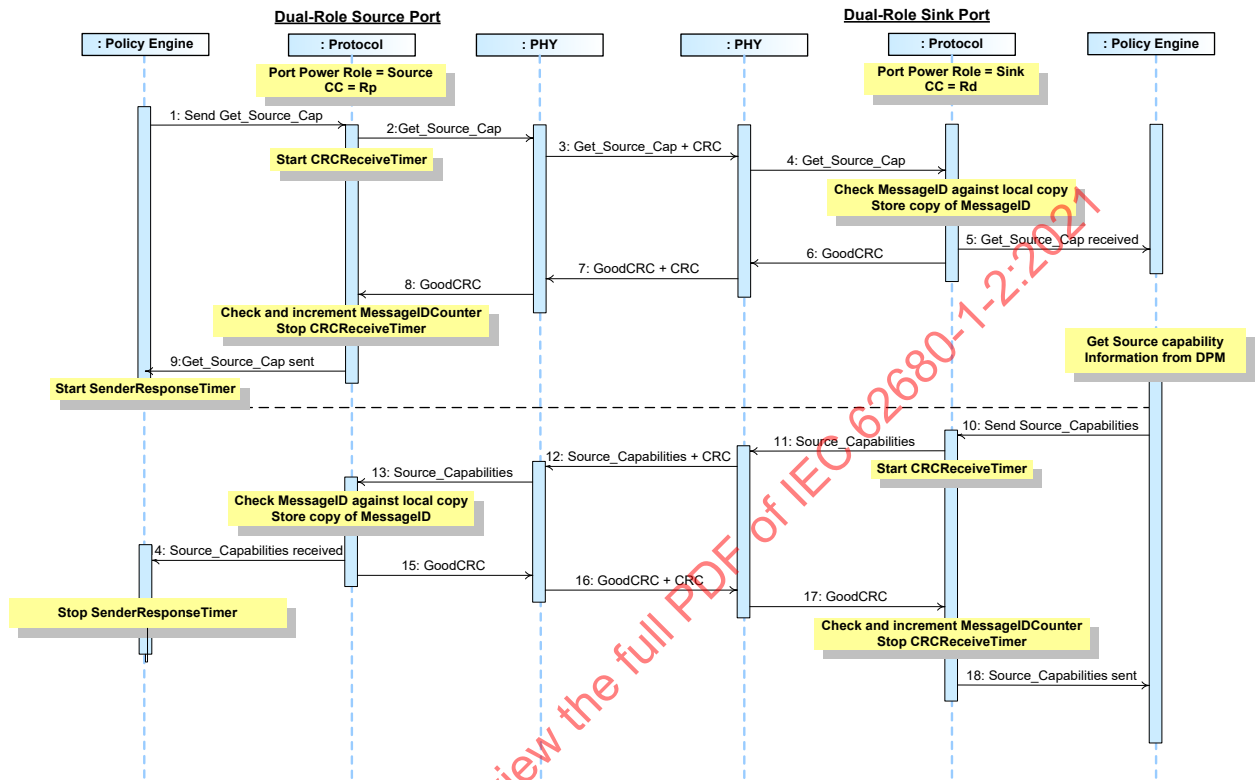 Dual-Role Source Port
Dual-Role Sink Port
: Policy Engine
: Protocol
: PHY
: PHY
: Protocol
: Policy Engine
Port Power Role = Source
CC = Rp
Port Power Role = Sink
CC = Rd
1: Send Get_Source_Cap
2:Get_Source_Cap
Start CRCReceiveTimer
3: Get_Source_Cap + CRC
4: Get_Source_Cap
Check MessageID against local copy
Store copy of MessageID
5: Get_Source_Cap received
6: GoodCRC
7: GoodCRC + CRC
8: GoodCRC
Check and increment MessageIDCounter
Stop CRCReceiveTimer
9:Get_Source_Cap sent
Start SenderResponseTimer
Get Source capability
Information from DPM
10: Send Source_Capabilities
11: Source_Capabilities
Start CRCReceiveTimer
12: Source_Capabilities + CRC
13: Source_Capabilities
Check MessageID against local copy
Store copy of MessageID
4: Source_Capabilities received
15: GoodCRC
16: GoodCRC + CRC
17: GoodCRC
Stop SenderResponseTimer
Check and increment MessageIDCounter
Stop CRCReceiveTimer
18: Source_Capabilities sent
view the full PDF of IEC 62680-1-2:2021